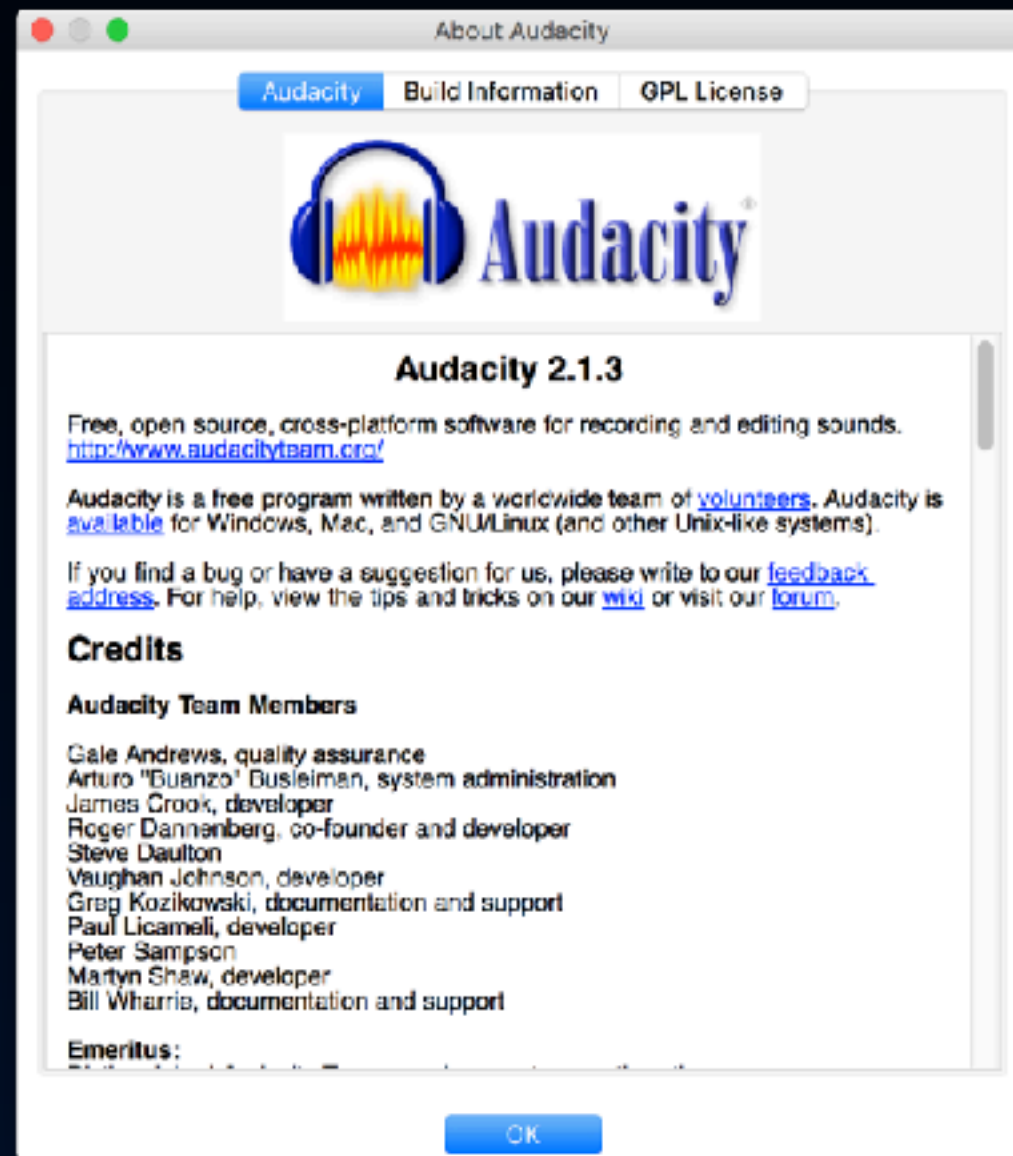 About Audacity
Audacity
Build Information
GPL License
Audacity®
Audacity 2.1.3
Free, open source, cross-platform software for recording and editing sounds.
http://www.audacityteam.org/
Audacity is a free program written by a worldwide team of volunteers. Audacity is
available for Windows, Mac, and GNU/Linux (and other Unix-like systems).
If you find a bug or have a suggestion for us, please write to our feedback
address. For help, view the tips and tricks on our wiki or visit our forum.
Credits
Audacity Team Members
Gale Andrews, quality assurance
Arturo "Buanzo" Busleiman, system administration
James Crook, developer
Roger Dannenberg, co-founder and developer
Steve Daulton
Vaughan Johnson, developer
Greg Kozikowski, documentation and support
Paul Licameli, developer
Peter Sampson
Martyn Shaw, developer
Bill Wharrie, documentation and support
Emeritus:
OK